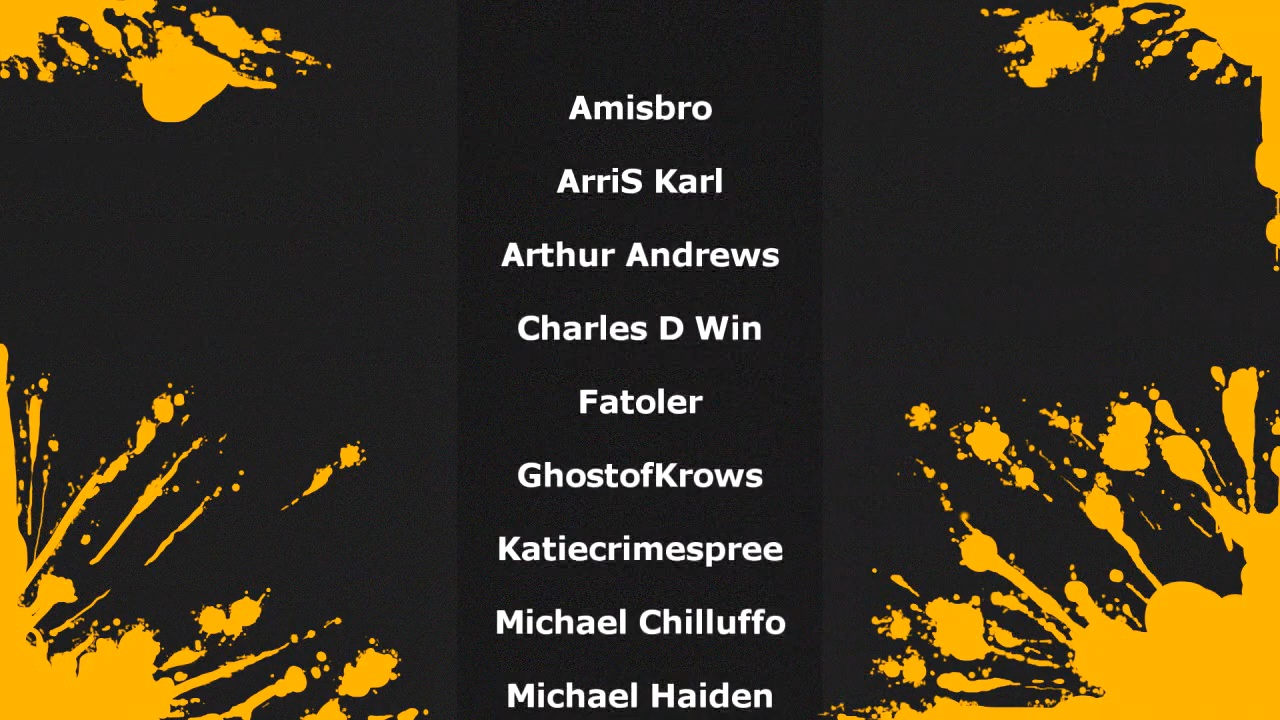 Amisbro
ArriS Karl
Arthur Andrews
Charles D Win
Fatoler
GhostofKrows
Katiecrimespree
Michael Chilluffo
Michael Haiden